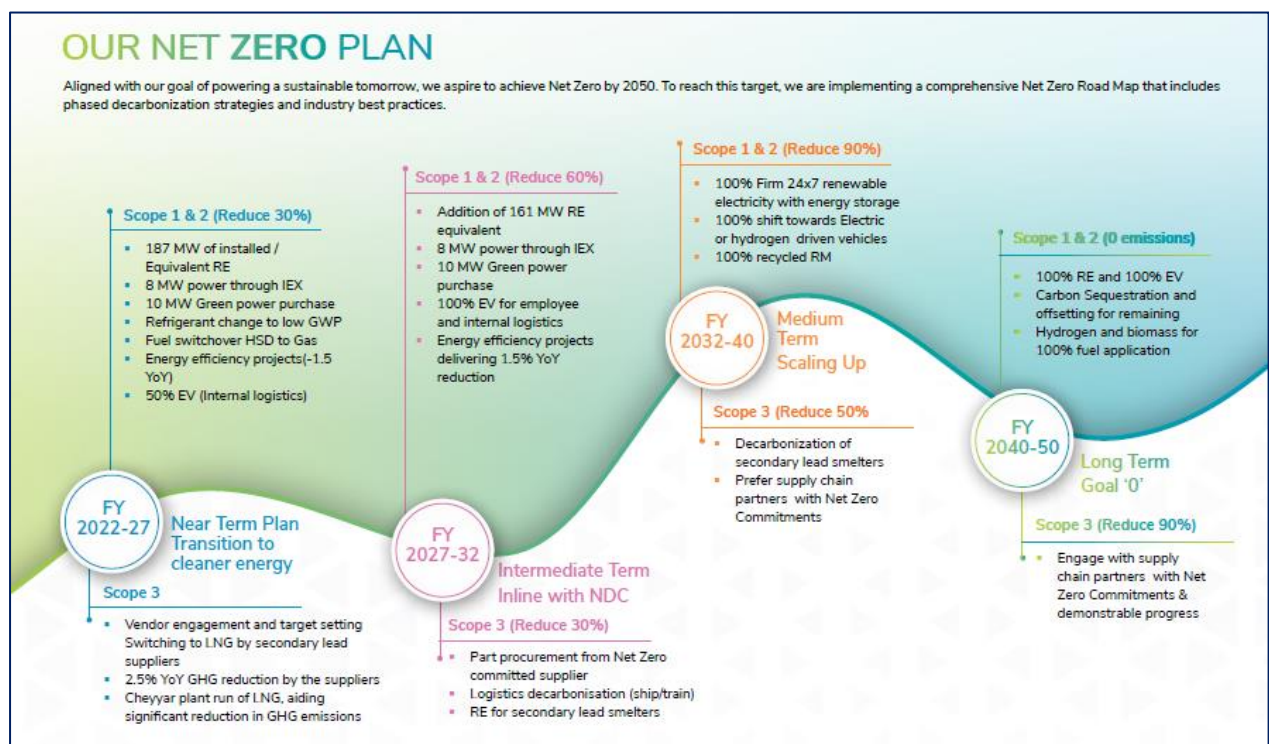 OUR NET ZERO PLAN
Aligned with our goal of powering a sustainable tomorrow, we aspire to achieve Net Zero by 2050. To reach this target, we are implementing a comprehensive Net Zero Road Map that includes
phased decarbonization strategies and industry best practices.
Scope 1 & 2 (Reduce 30%)
187 MW of installed /
Equivalent RE
8 MW power through IEX
10 MW Green power purchase
Refrigerant change to low GWP
Fuel switchover HSD to Gas
Energy efficiency projects(-1.5
YoY)
50% EV (Internal logistics)
FY
2022-27
Near Term Plan
Transition to
cleaner energy
Scope 3
Vendor engagement and target setting
Switching to LNG by secondary lead
suppliers
2.5% YoY GHG reduction by the suppliers
Cheyyar plant run of LNG, aiding
significant reduction in GHG emissions
Scope 1 & 2 (Reduce 60%)
Addition of 161 MW RE
equivalent
8 MW power through IEX
10 MW Green power
purchase
100% EV for employee
and internal logistics
Energy efficiency projects
delivering 1.5% YoY
reduction
FY
2027-32
Intermediate Term
Inline with NDC
Scope 3 (Reduce 30%)
Part procurement from Net Zero
committed supplier
Logistics decarbonisation (ship/train)
RE for secondary lead smelters
Scope 1 & 2 (Reduce 90%)
100% Firm 24x7 renewable
electricity with energy storage
100% shift towards Electric
or hydrogen driven vehicles
100% recycled RM
FY
2032-40
Medium
Term
Scaling Up
Scope 3 (Reduce 50%
Decarbonization of
secondary lead smelters
Prefer supply chain
partners with Net Zero
Commitments
Scope 1 & 2 (0 emissions)
100% RE and 100% EV
Carbon Sequestration and
offsetting for remaining
Hydrogen and biomass for
100% fuel application
FY
2040-50
Long Term
Goal ‘0’
Scope 3 (Reduce 90%)
Engage with supply
chain partners with Net
Zero Commitments &
demonstrable progress